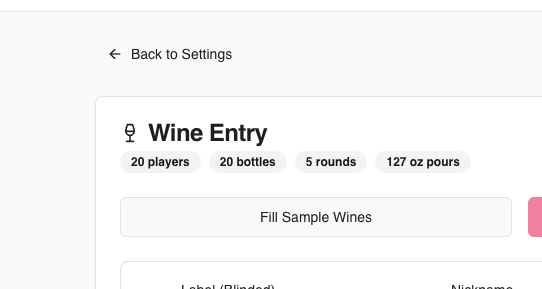 Back to Settings
Wine Entry
20 players 20 bottles 5 rounds 127 oz pours
Fill Sample Wines
Label (Blinded) Nickname